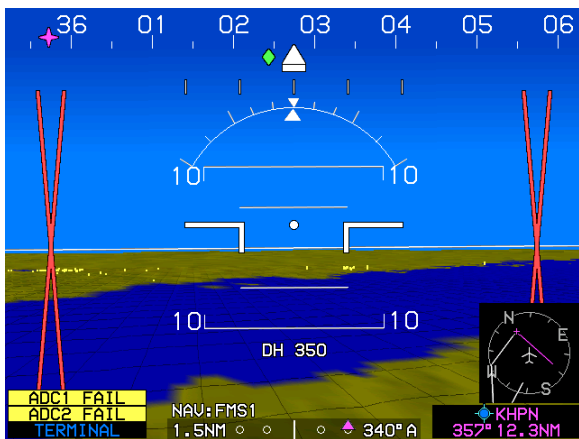 36 01 02 03 04 05 06
10 10
10 10
DH 350
N
E
S
W
ADC1 FAIL
ADC2 FAIL
TERMINAL
NAV:FMS1
1.5NM 340°A
KHPN
357° 12.3NM